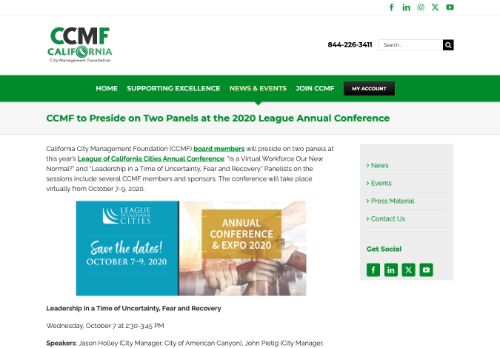 CCMF
CALIFORNIA
City Management Foundation
844-226-3411
Search...
HOME SUPPORTING EXCELLENCE NEWS & EVENTS JOIN CCMF MY ACCOUNT
CCMF to Preside on Two Panels at the 2020 League Annual Conference
California City Management Foundation (CCMF) board members will preside on two panels at
this year's League of California Cities Annual Conference: "Is a Virtual Workforce Our New
Normal?" and "Leadership in a Time of Uncertainty, Fear and Recovery." Panelists on the
sessions include several CCMF members and sponsors. The conference will take place
virtually from October 7-9, 2020.
LEAGUE
OF CALIFORNIA
CITIES
Save the dates!
OCTOBER 7-9, 2020
ANNUAL
CONFERENCE
& EXPO 2020
Leadership in a Time of Uncertainty, Fear and Recovery
Wednesday, October 7 at 2:30-3:45 PM
Speakers: Jason Holley (City Manager, City of American Canyon), John Pietig (City Manager,
> News
> Events
> Press Material
> Contact Us
Get Social